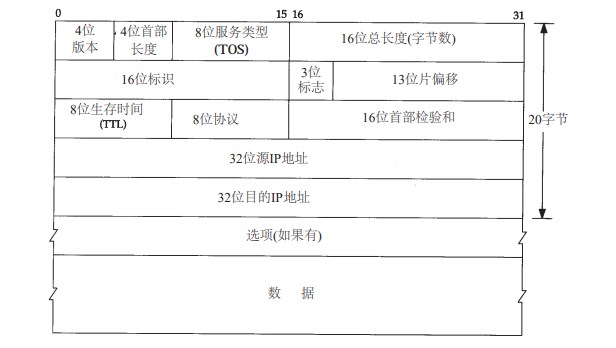 0 15 16 31
4位 4位首部 8位服务类型 16位总长度(字节数)
版本 长度 (TOS)
16位标识 3位 13位片偏移
标志
8位生存时间 8位协议 16位首部检验和
(TTL)
20字节
32位源IP地址
32位目的IP地址
选项(如果有)
数 据